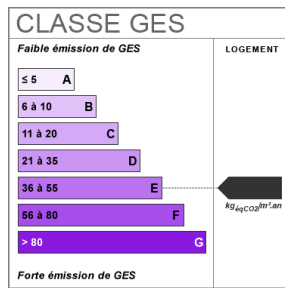 CLASSE GES
Faible émission de GES
LOGEMENT
≤ 5 A
6 à 10 B
11 à 20 C
21 à 35 D
36 à 55 E
kgéqCO2/m².an
56 à 80 F
> 80 G
Forte émission de GES